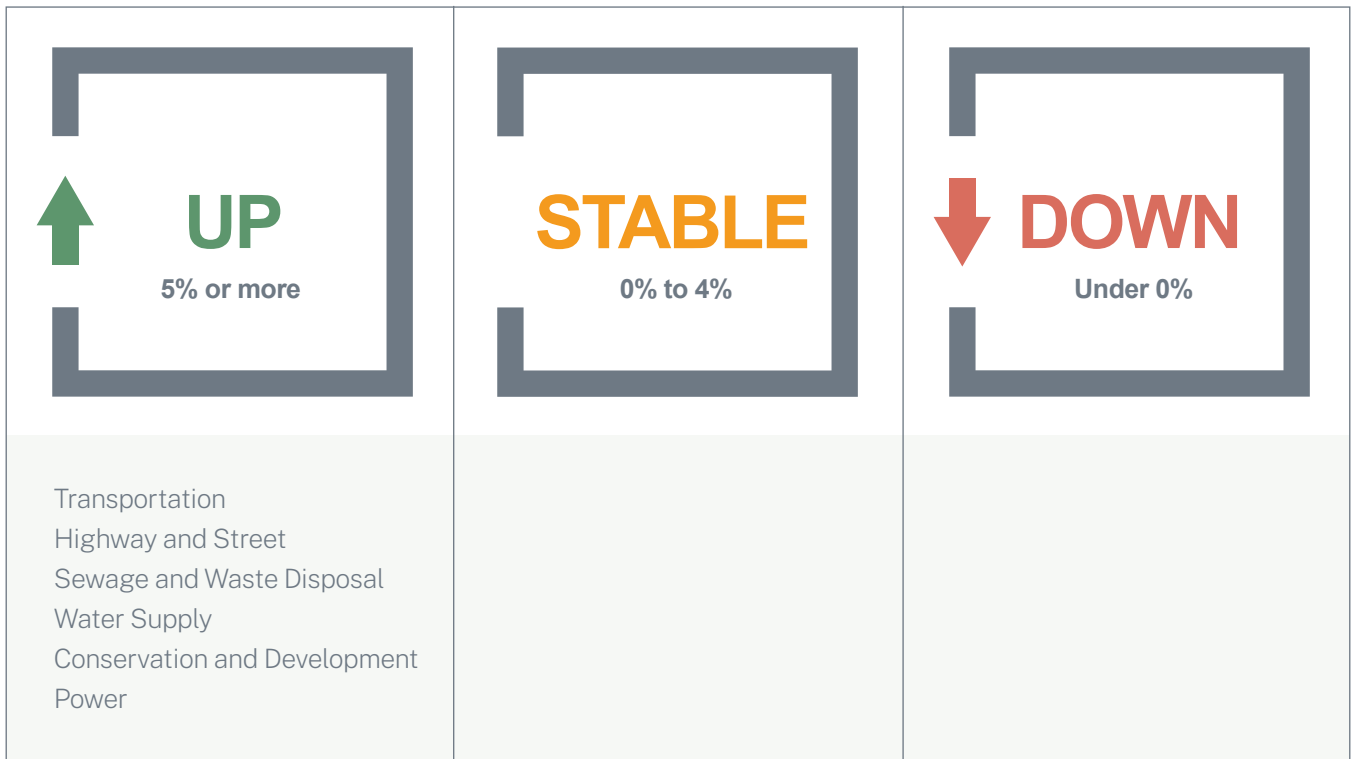 UP
5% or more
STABLE
0% to 4%
DOWN
Under 0%
Transportation
Highway and Street
Sewage and Waste Disposal
Water Supply
Conservation and Development
Power